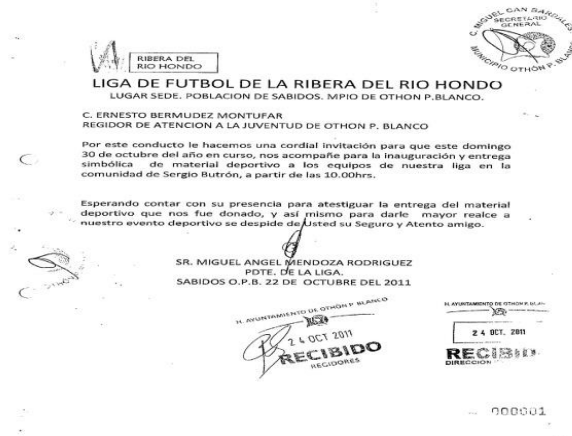 C. MIGUEL CAN BARDALES
SECRETARIO
GENERAL
MUNICIPIO OTHÓN P. BLANCO
RIBERA DEL
RIO HONDO
LIGA DE FUTBOL DE LA RIBERA DEL RIO HONDO
LUGAR SEDE. POBLACION DE SABIDOS. MPIO DE OTHON P.BLANCO.
C. ERNESTO BERMUDEZ MONTUFAR
REGIDOR DE ATENCION A LA JUVENTUD DE OTHON P. BLANCO
Por este conducto le hacemos una cordial invitación para que este domingo
30 de octubre del año en curso, nos acompañe para la inauguración y entrega
simbólica de material deportivo a los equipos de nuestra liga en la
comunidad de Sergio Butrón, a partir de las 10.00hrs.
Esperando contar con su presencia para atestiguar la entrega del material
deportivo que nos fue donado, y así mismo para darle mayor realce a
nuestro evento deportivo se despide de Usted su Seguro y Atento amigo.
SR. MIGUEL ANGEL MENDOZA RODRIGUEZ
PDTE. DE LA LIGA.
SABIDOS O.P.B. 22 DE OCTUBRE DEL 2011
H. AYUNTAMIENTO DE OTHON P. BLANCO
24 OCT 2011
RECIBIDO
REGIDORES
H. AYUNTAMIENTO DE OTHON P.
24 OCT. 2011
RECIBID
DIRECCION
000001